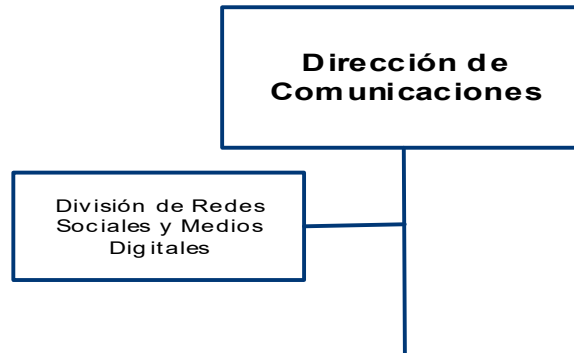 Dirección de
Comunicaciones
División de Redes
Sociales y Medios
Digitales